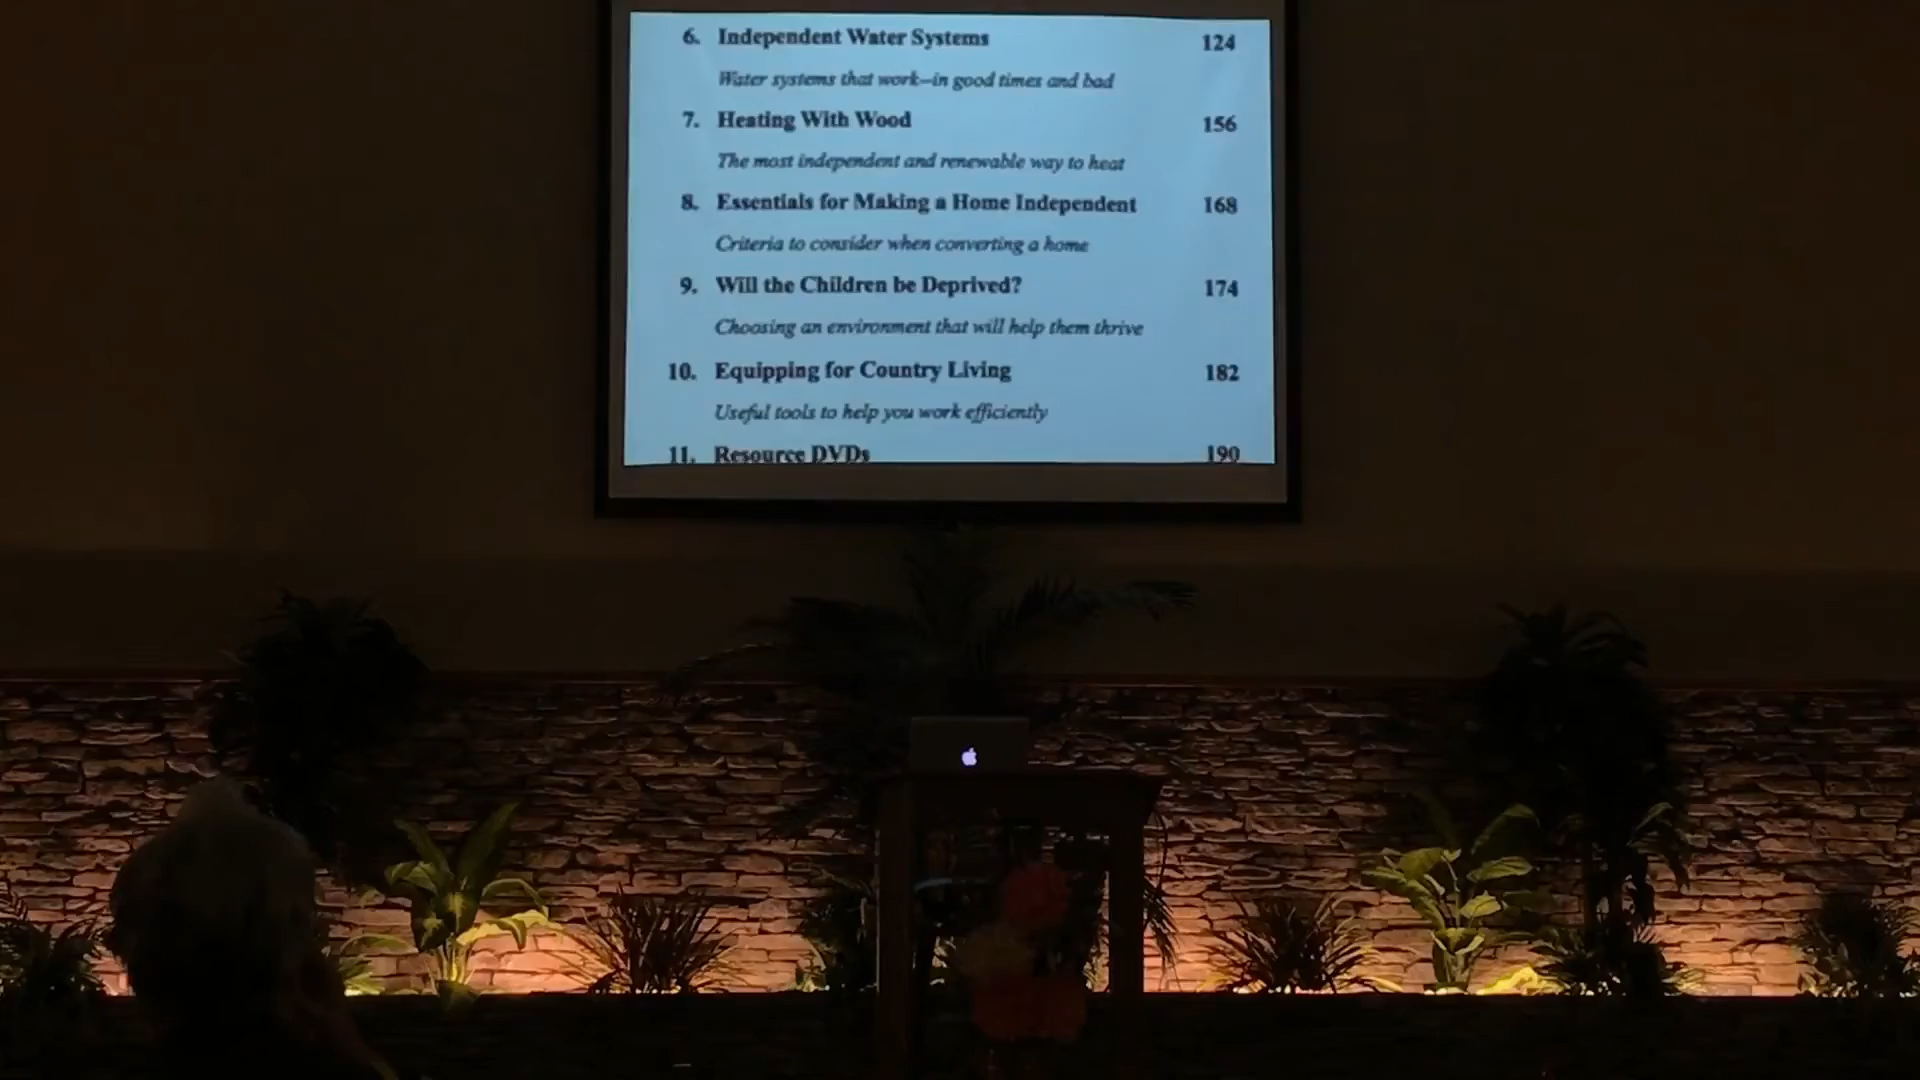 6. Independent Water Systems 124
Water systems that work–in good times and bad
7. Heating With Wood 156
The most independent and renewable way to heat
8. Essentials for Making a Home Independent 168
Criteria to consider when converting a home
9. Will the Children be Deprived? 174
Choosing an environment that will help them thrive
10. Equipping for Country Living 182
Useful tools to help you work efficiently
11. Resource DVDs 190